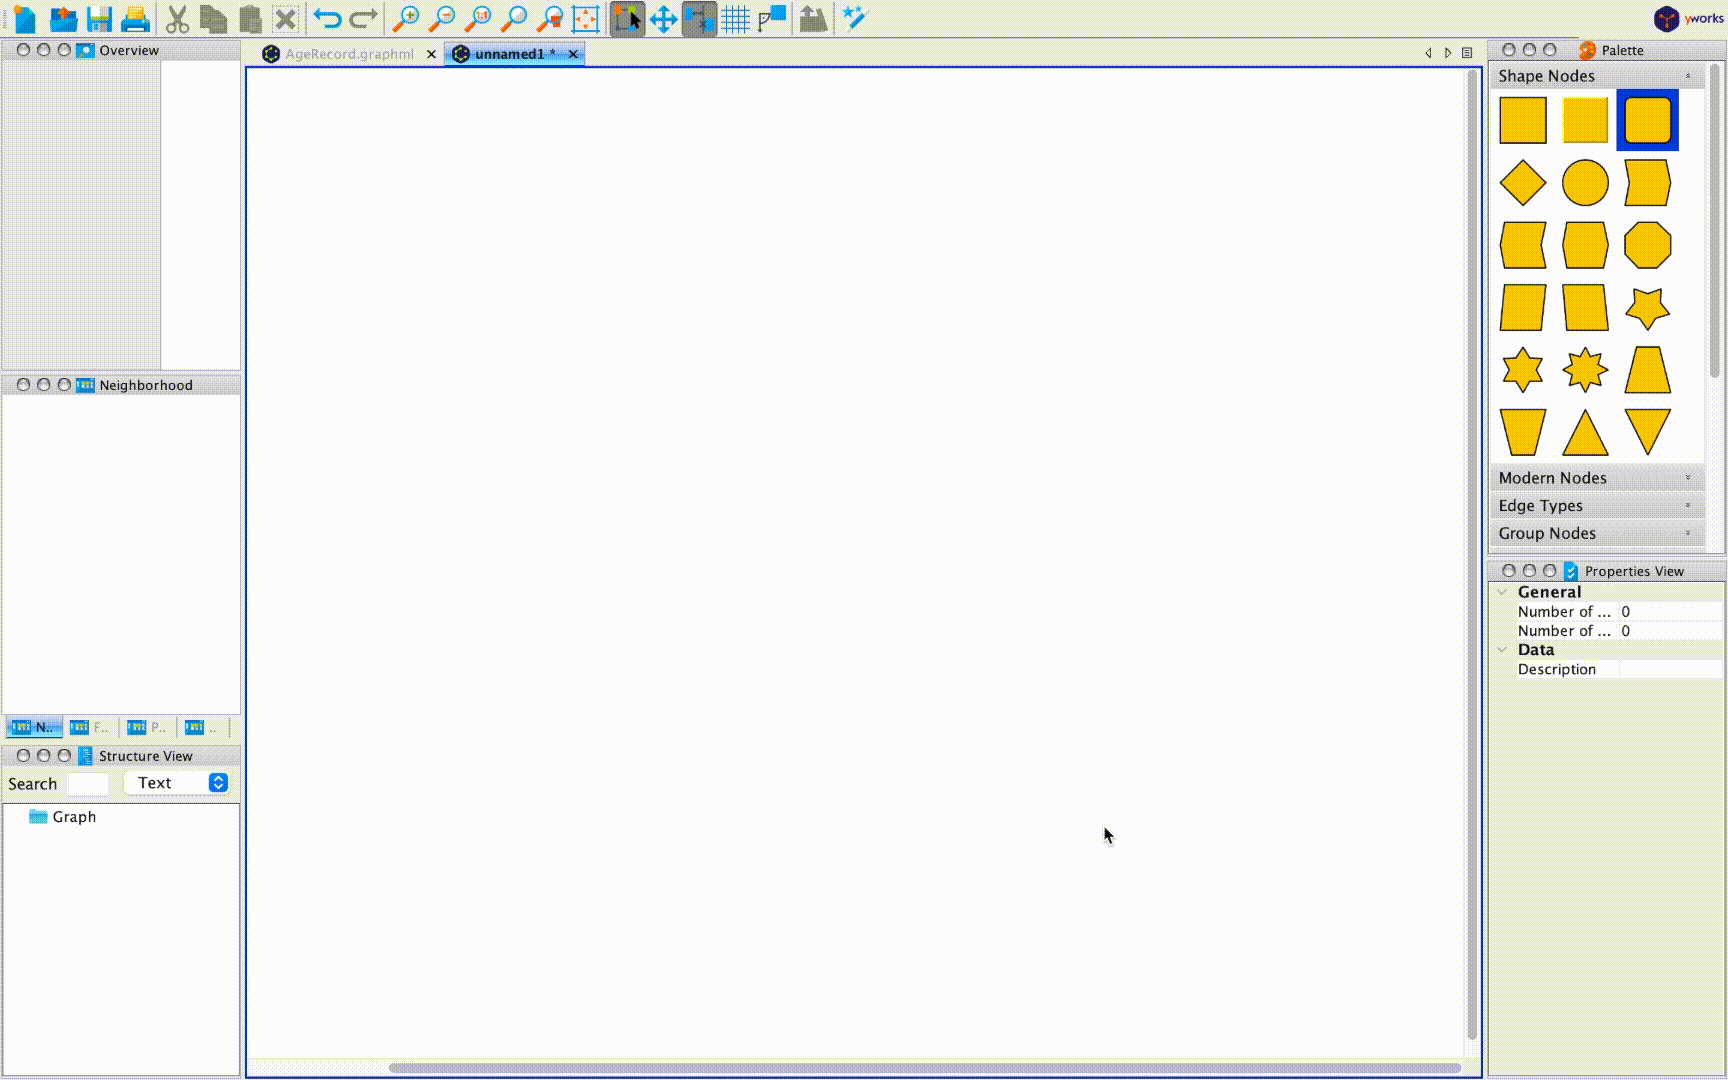 yworks
Overview
AgeRecord.graphml
unnamed1 *
Palette
Shape Nodes
Neighborhood
Modern Nodes
Edge Types
Group Nodes
Properties View
General
Number of ... 0
Number of ... 0
Data
Description
N.. F.. P.. ..
Structure View
Search Text
Graph